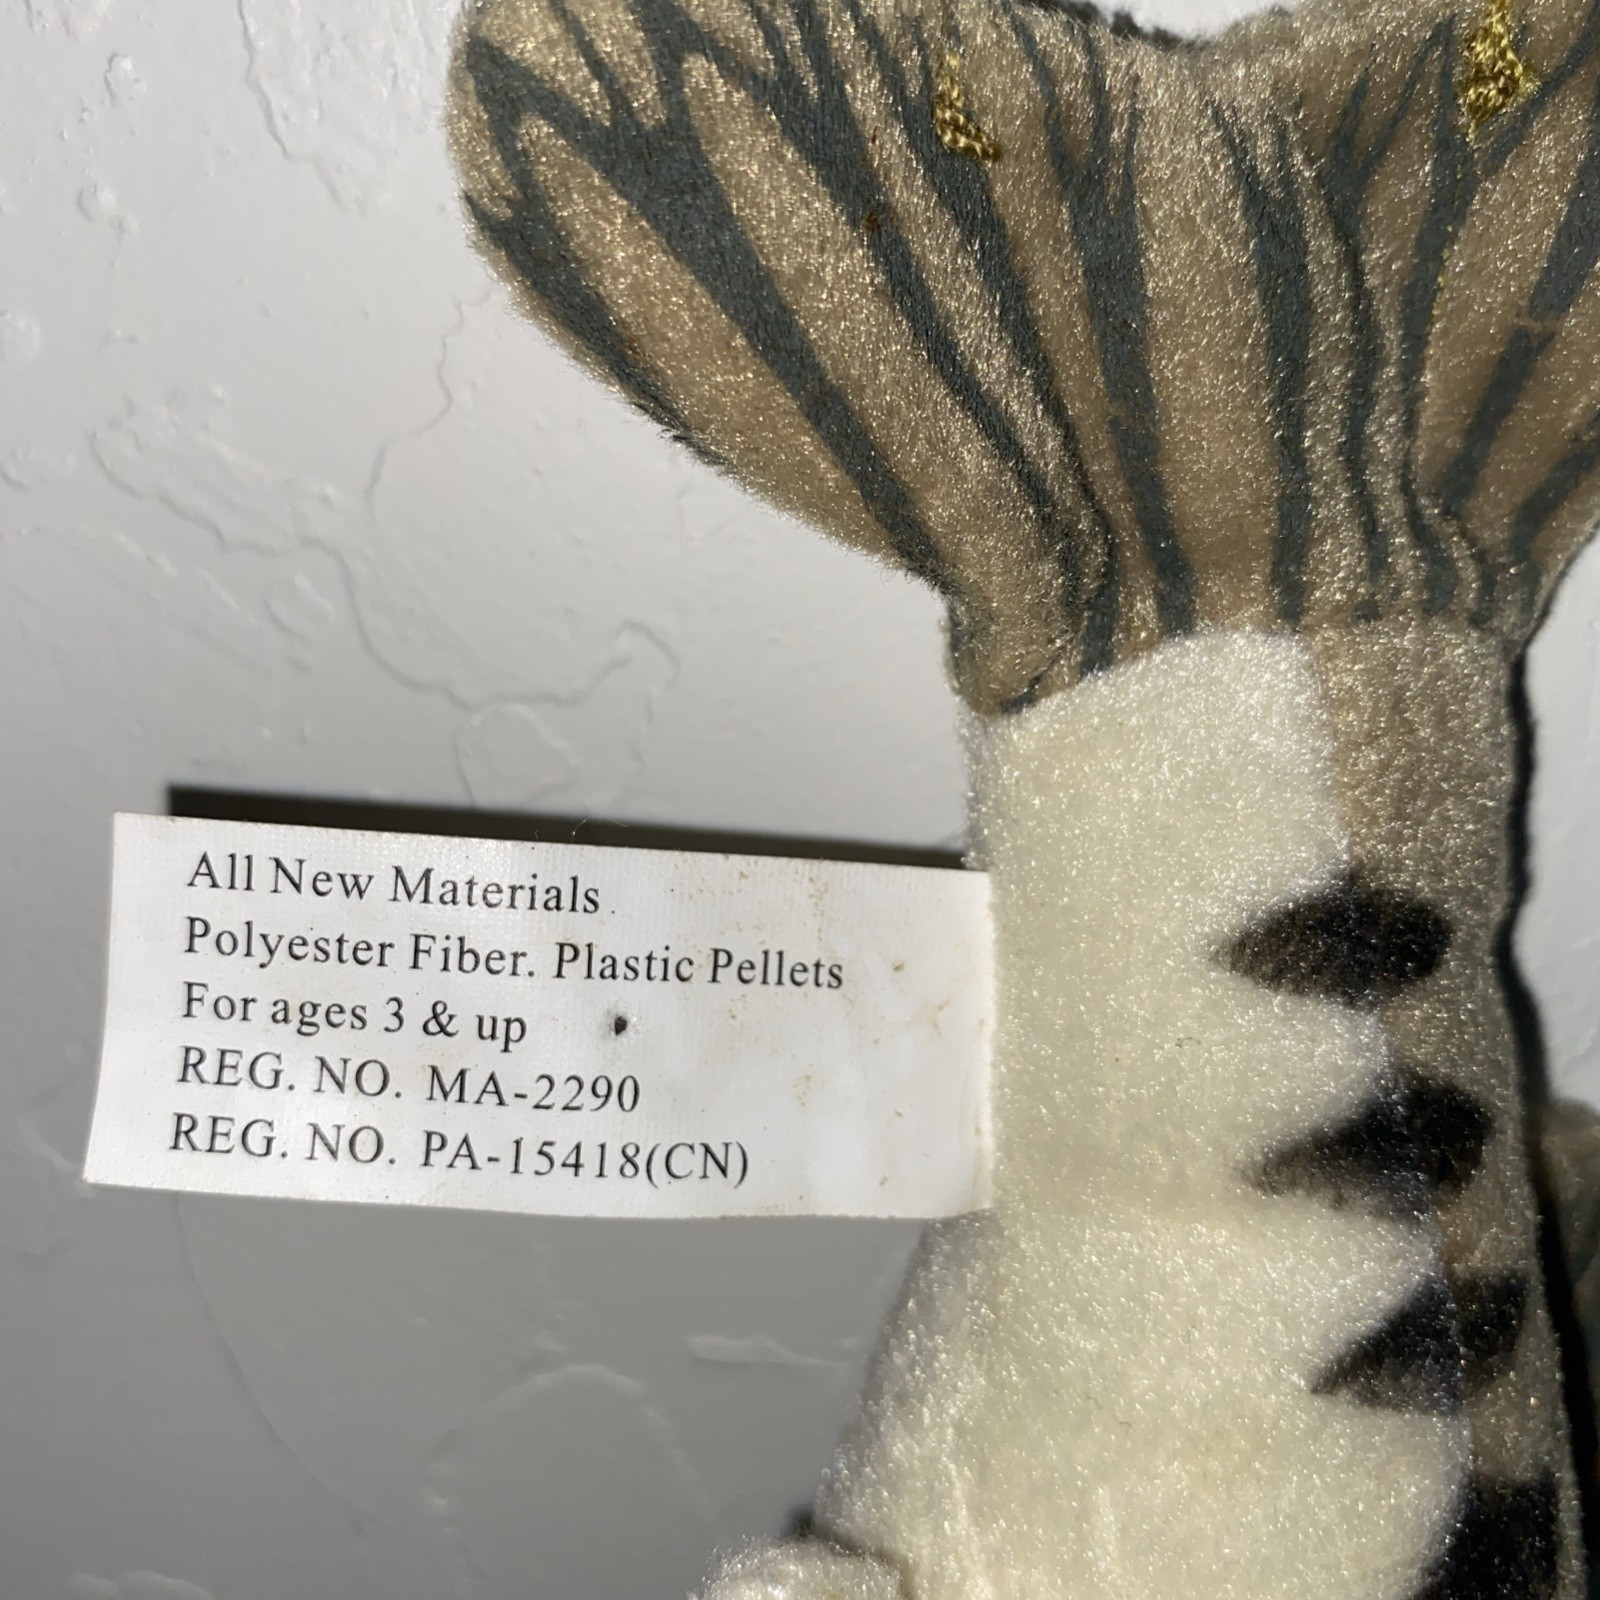 All New Materials
Polyester Fiber. Plastic Pellets
For ages 3 & up
REG. NO. MA-2290
REG. NO. PA-15418(CN)